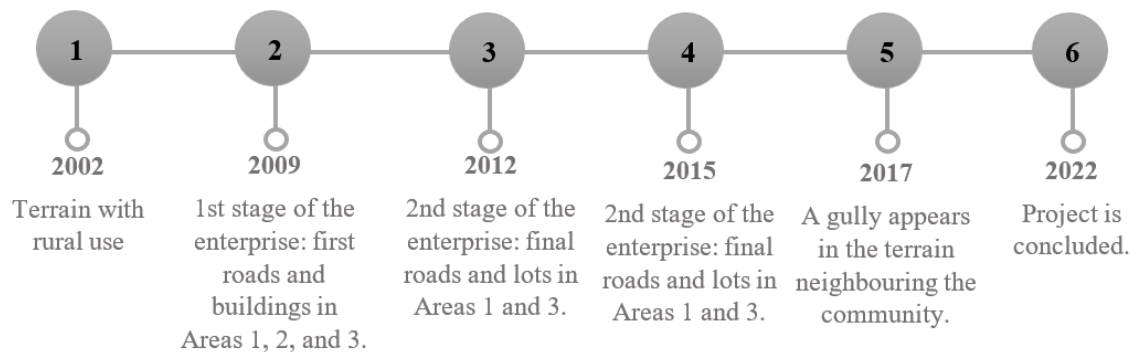 1
2
3
4
5
6
2002
Terrain with
rural use
2009
1st stage of the
enterprise: first
roads and
buildings in
Areas 1, 2, and 3.
2012
2nd stage of the
enterprise: final
roads and lots in
Areas 1 and 3.
2015
2nd stage of the
enterprise: final
roads and lots in
Areas 1 and 3.
2017
A gully appears
in the terrain
neighbouring the
community.
2022
Project is
concluded.